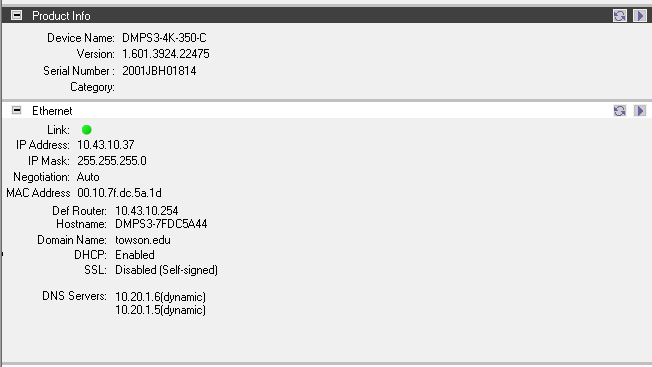 Product Info
Device Name: DMPS3-4K-350-C
Version: 1.601.3924.22475
Serial Number : 2001JBH01814
Category:
Ethernet
Link:
IP Address: 10.43.10.37
IP Mask: 255.255.255.0
Negotiation: Auto
MAC Address 00.10.7f.dc.5a.1d
Def Router: 10.43.10.254
Hostname: DMPS3-7FDC5A44
Domain Name: towson.edu
DHCP: Enabled
SSL: Disabled (Self-signed)
DNS Servers: 10.20.1.6(dynamic)
10.20.1.5(dynamic)